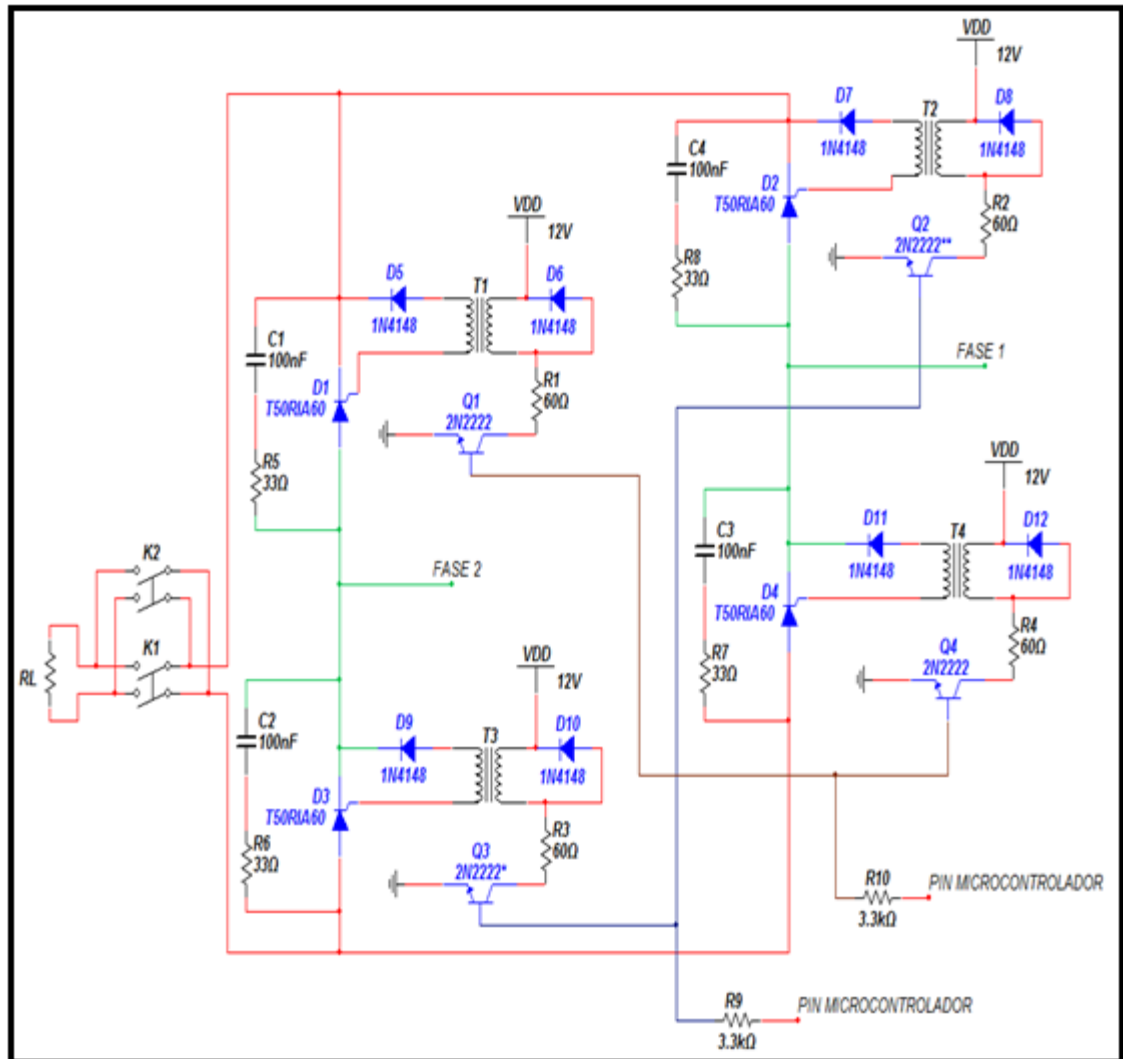 VDD
12V
D7
1N4148
T2
D8
1N4148
C4
100nF
D2
T50RIA60
R2
60Ω
Q2
2N2222**
R8
33Ω
VDD
12V
D5
1N4148
T1
D6
1N4148
C1
100nF
D1
T50RIA60
R1
60Ω
Q1
2N2222
R5
33Ω
FASE 1
VDD
12V
D11
1N4148
T4
D12
1N4148
C3
100nF
D4
T50RIA60
R4
60Ω
Q4
2N2222
R7
33Ω
K2
K1
RL
FASE 2
VDD
12V
D9
1N4148
T3
D10
1N4148
C2
100nF
D3
T50RIA60
R3
60Ω
Q3
2N2222*
R6
33Ω
R10
3.3kΩ
PIN MICROCONTROLADOR
R9
3.3kΩ
PIN MICROCONTROLADOR